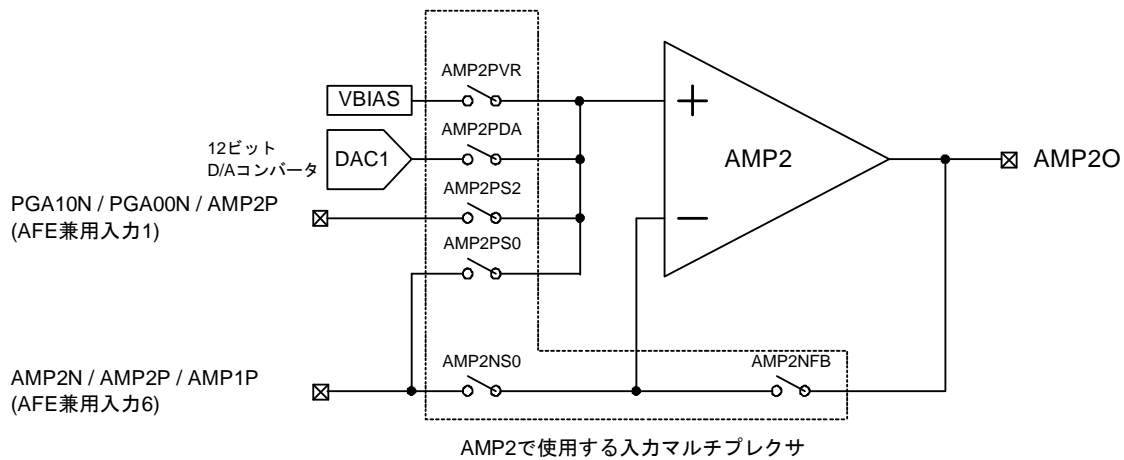 AMP2PVR
VBIAS
AMP2PDA
12ビット
D/Aコンバータ
DAC1
AMP2
AMP2O
AMP2PS2
PGA10N / PGA00N / AMP2P
(AFE兼用入力1)
AMP2PS0
AMP2NS0
AMP2NFB
AMP2N / AMP2P / AMP1P
(AFE兼用入力6)
AMP2で使用する入力マルチプレクサ